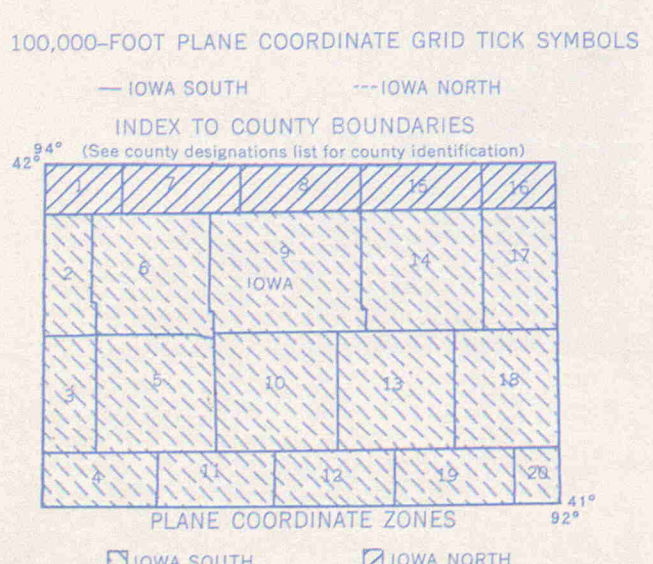 100,000–FOOT PLANE COORDINATE GRID TICK SYMBOLS
— IOWA SOUTH ---IOWA NORTH
INDEX TO COUNTY BOUNDARIES
94°
42° (See county designations list for county identification)
1 7 8 15 16
2 6 9 14 17
IOWA
3 5 10 13 18
4 11 12 19 20
41°
92°
PLANE COORDINATE ZONES
IOWA SOUTH IOWA NORTH